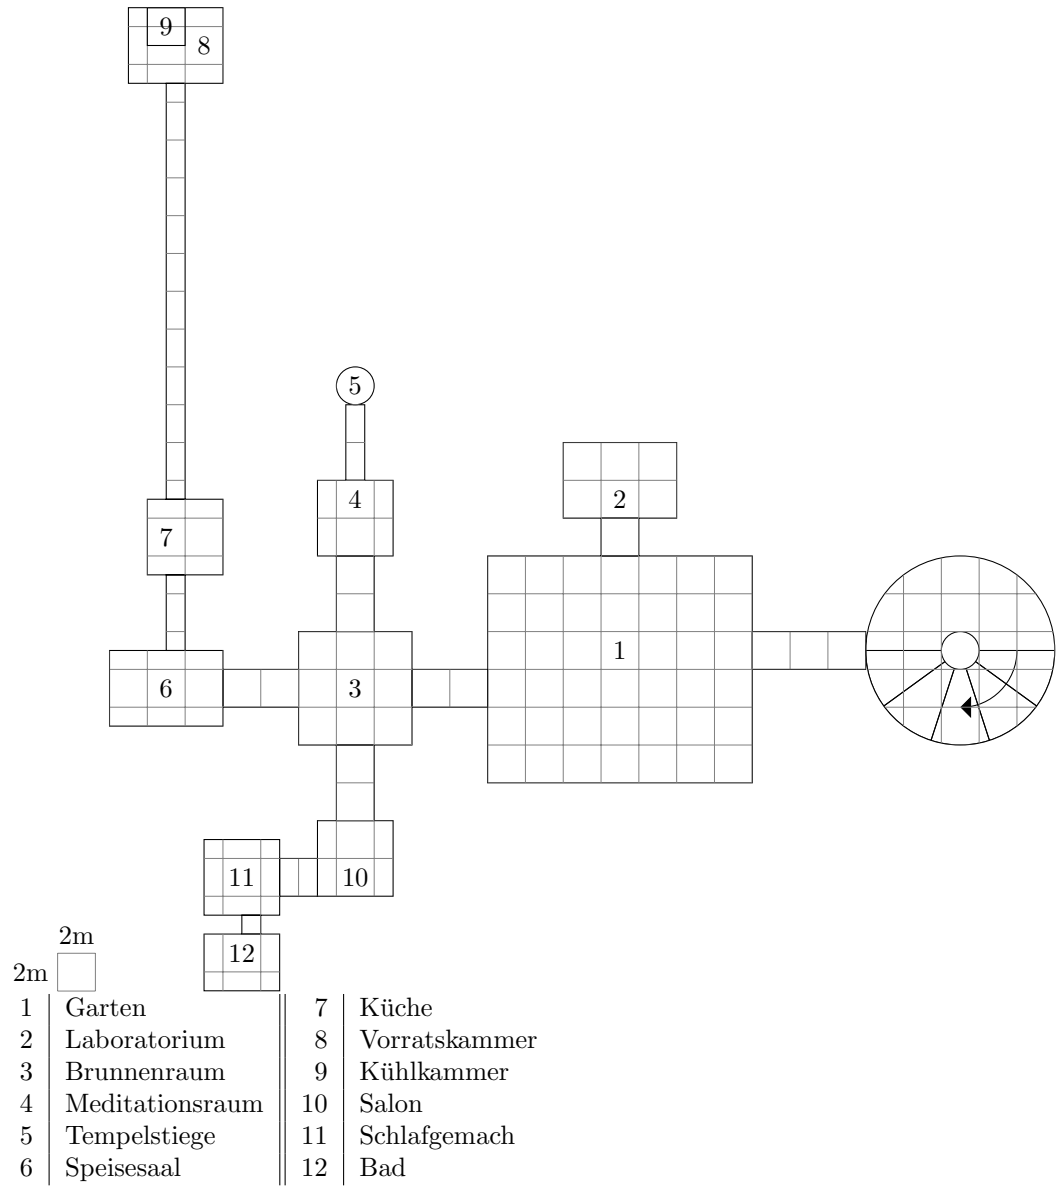 9
8
5
4
2
7
1
6
3
11
10
12
2m
2m
1 Garten 7 Küche
2 Laboratorium 8 Vorratskammer
3 Brunnenraum 9 Kühlkammer
4 Meditationsraum 10 Salon
5 Tempelstiege 11 Schlafgemach
6 Speisesaal 12 Bad